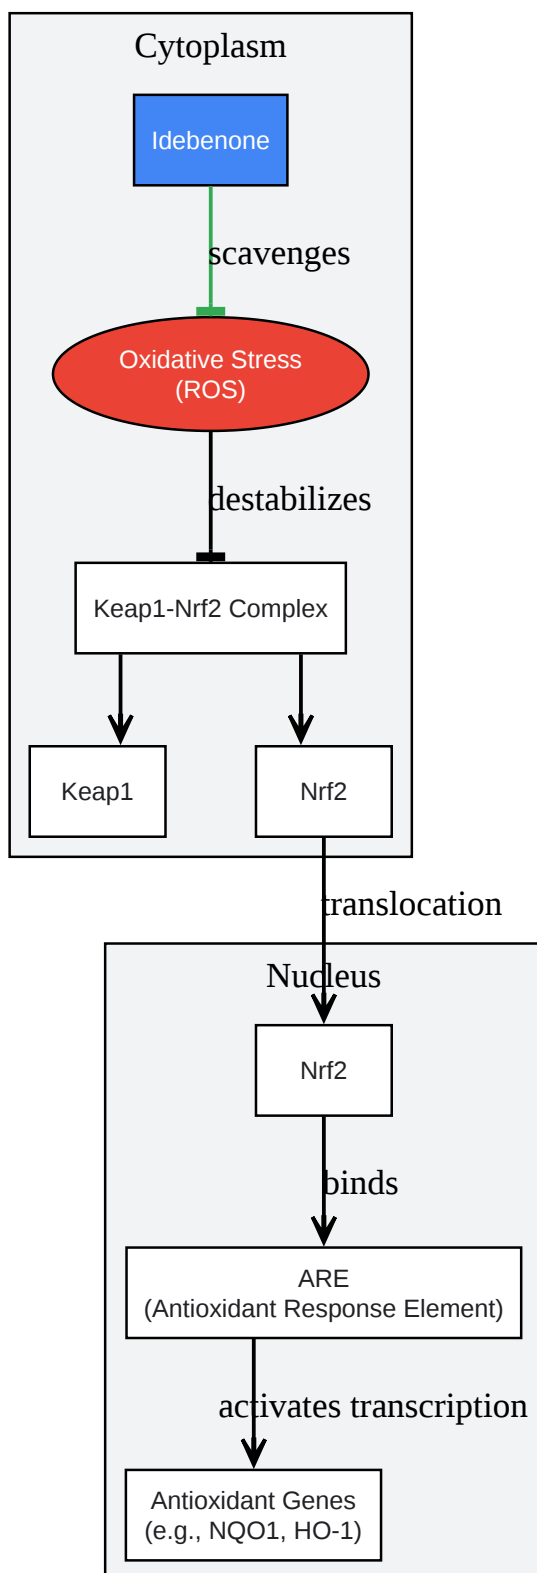 Cytoplasm
Idebenone
scavenges
Oxidative Stress
(ROS)
destabilizes
Keap1-Nrf2 Complex
Keap1
Nrf2
translocation
Nucleus
Nrf2
binds
ARE
(Antioxidant Response Element)
activates transcription
Antioxidant Genes
(e.g., NQO1, HO-1)